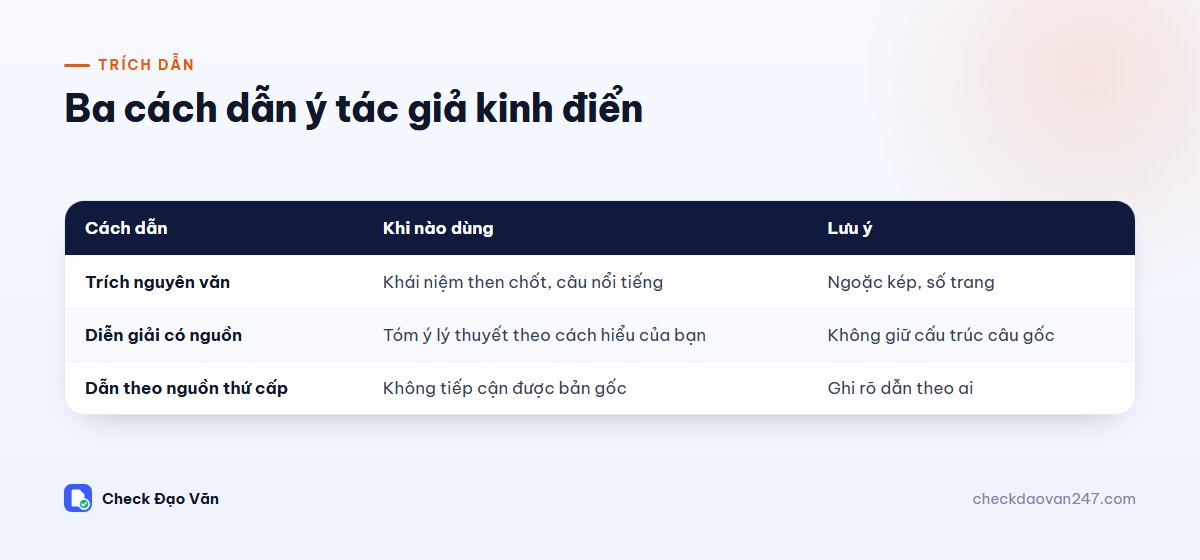 TRÍCH DẪN
Ba cách dẫn ý tác giả kinh điển
Cách dẫn Khi nào dùng Lưu ý
Trích nguyên văn Khái niệm then chốt, câu nổi tiếng Ngoặc kép, số trang
Diễn giải có nguồn Tóm ý lý thuyết theo cách hiểu của bạn Không giữ cấu trúc câu gốc
Dẫn theo nguồn thứ cấp Không tiếp cận được bản gốc Ghi rõ dẫn theo ai
Check Đạo Văn checkdaovan247.com